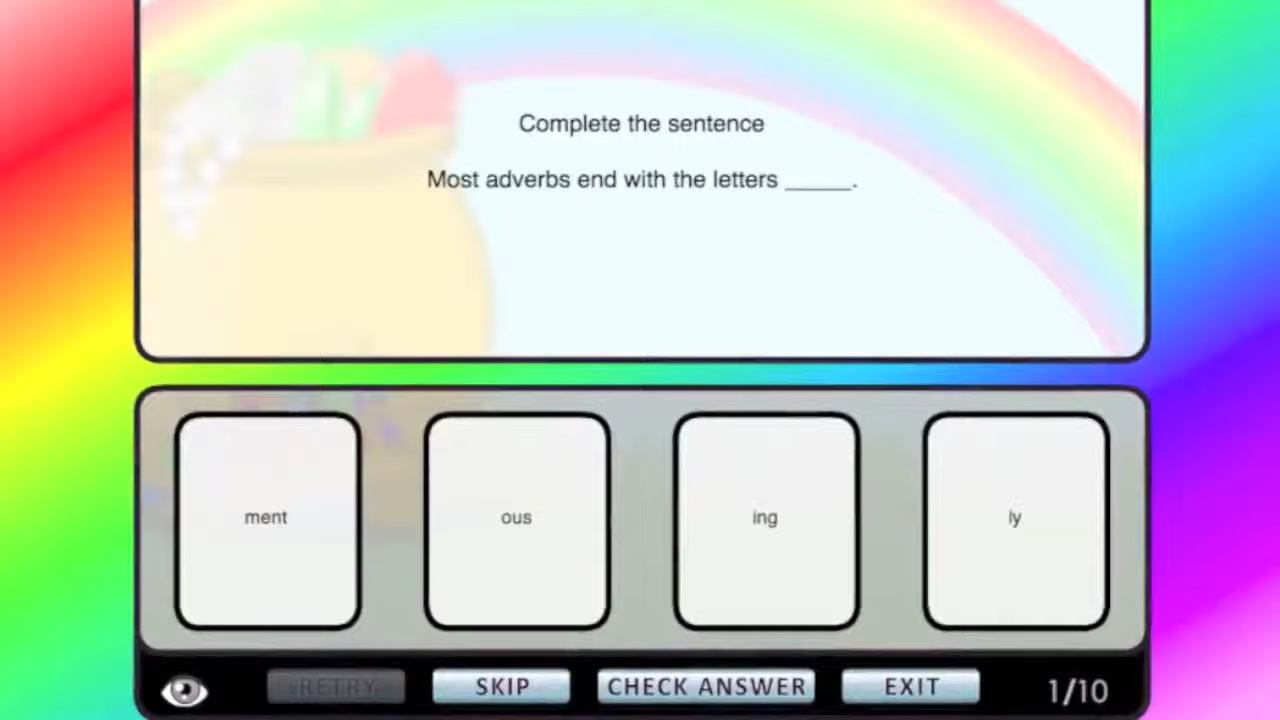 Complete the sentence
Most adverbs end with the letters _____.
ment
ous
ing
ly
RETRY
SKIP
CHECK ANSWER
EXIT
1/10